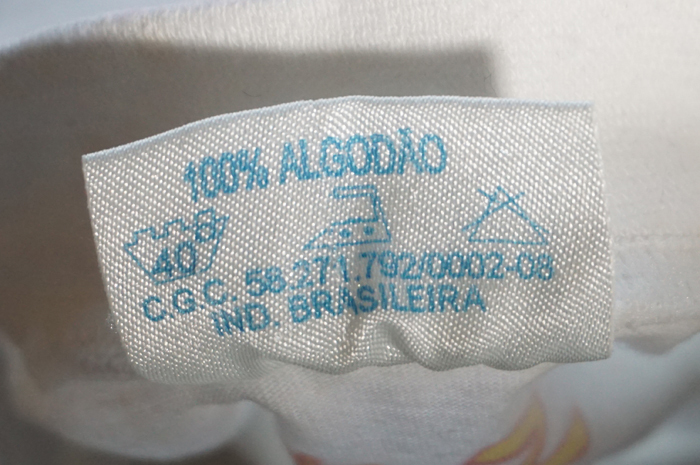 100% ALGODÃO
40
C.G.C. 58.271.792/0002-08
IND. BRASILEIRA